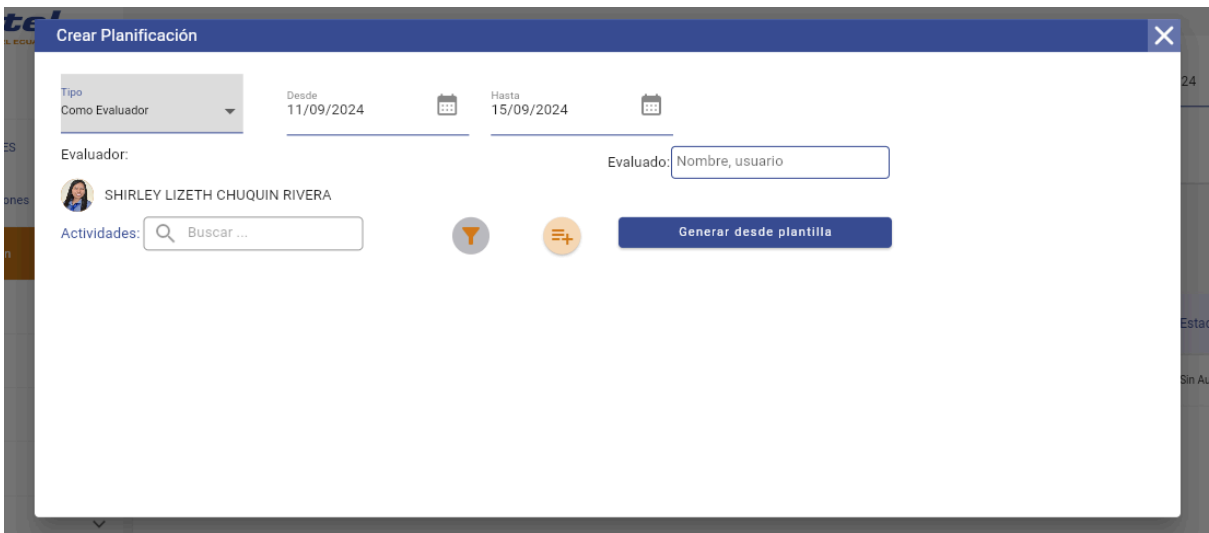 Crear Planificación
24
Tipo
Como Evaluador
Desde
11/09/2024
Hasta
15/09/2024
ES
Evaluador:
Evaluado: Nombre, usuario
ones
SHIRLEY LIZETH CHUQUIN RIVERA
Actividades: Buscar ...
Generar desde plantilla
n
Estad
Sin Au